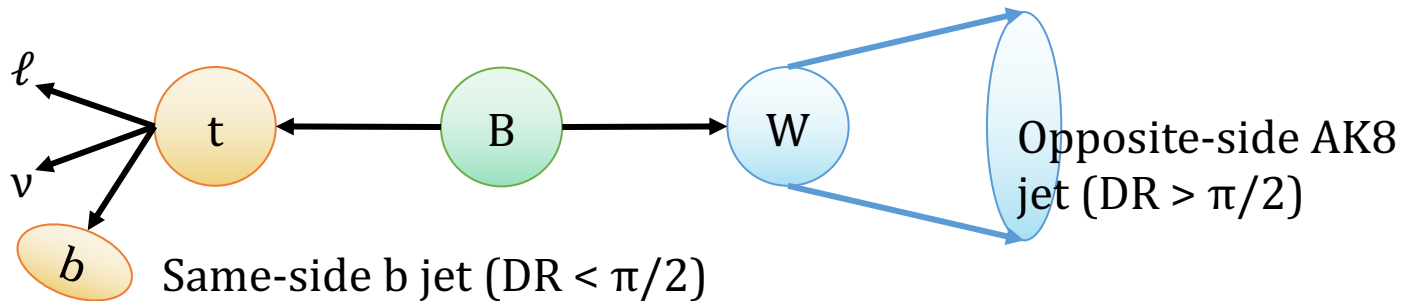 ℓ
ν
b
t
B
W
Opposite-side AK8
jet (DR > π/2)
Same-side b jet (DR < π/2)